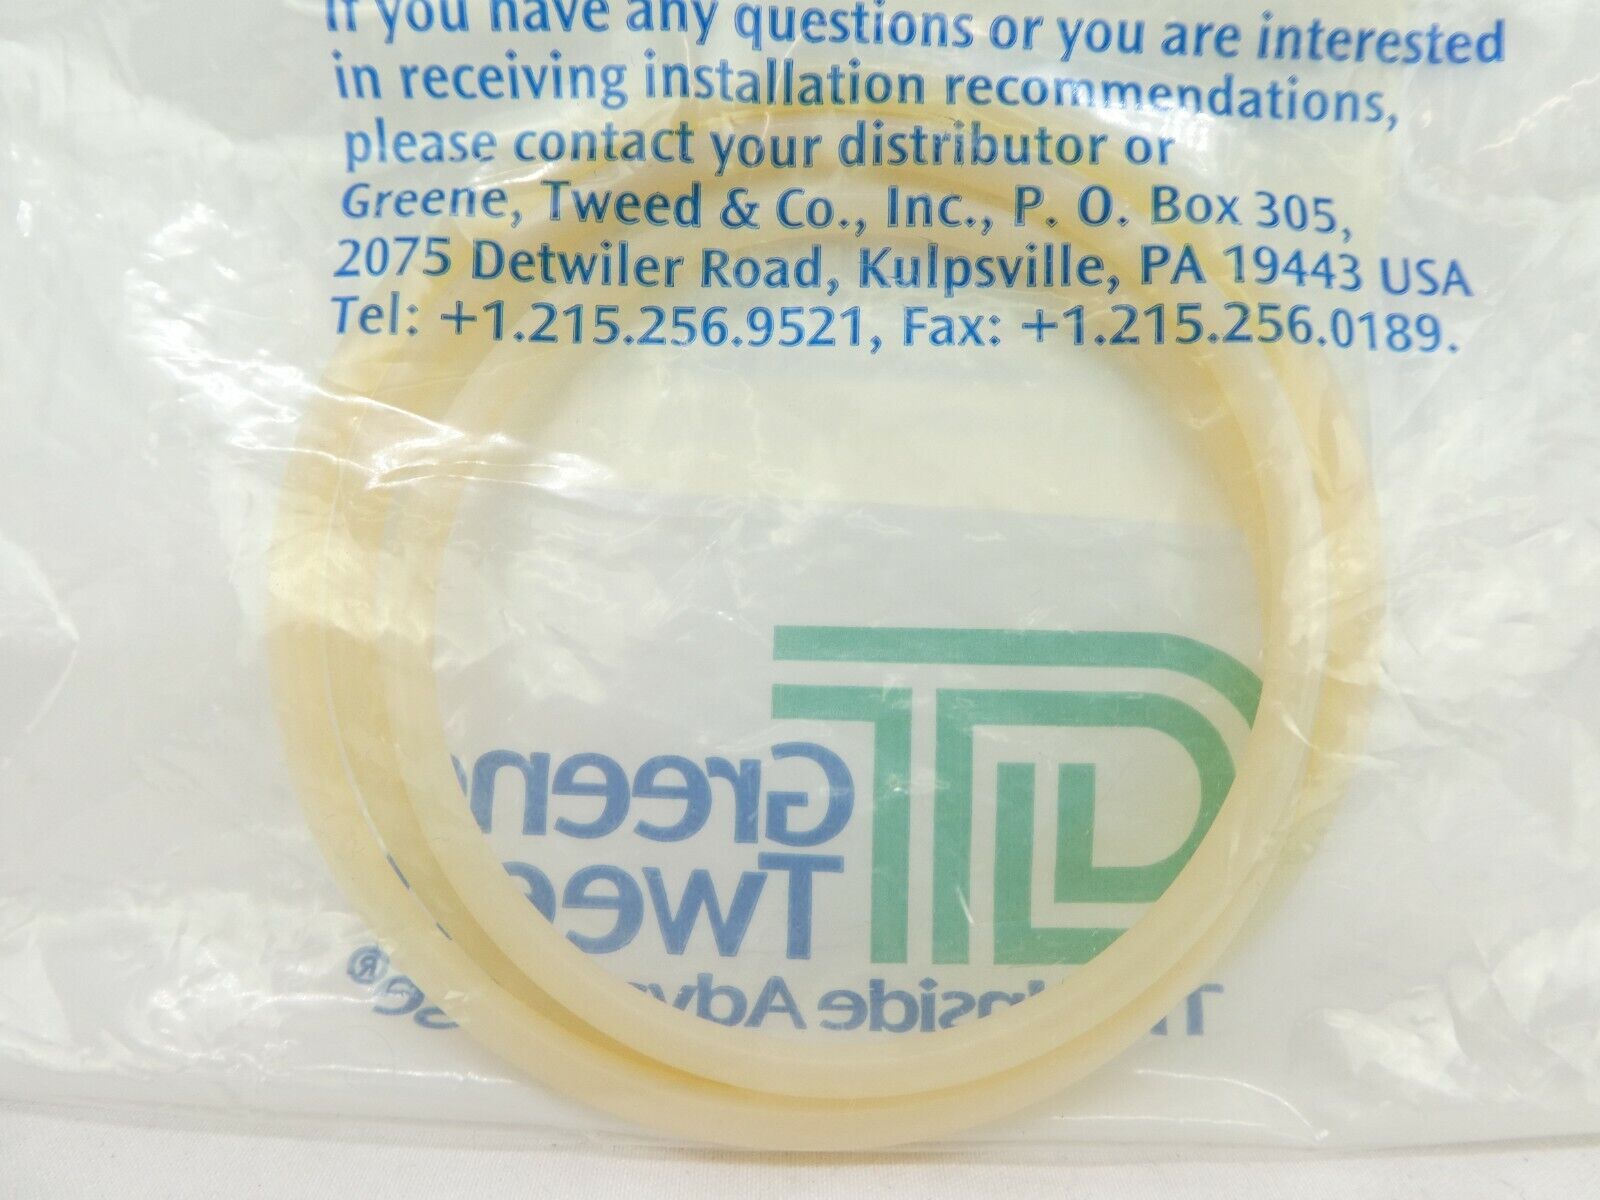 If you have any questions or you are interested
in receiving installation recommendations,
please contact your distributor or
Greene, Tweed & Co., Inc., P. O. Box 305,
2075 Detwiler Road, Kulpsville, PA 19443 USA
Tel: +1.215.256.9521, Fax: +1.215.256.0189.
Greene
Tweed
Inside